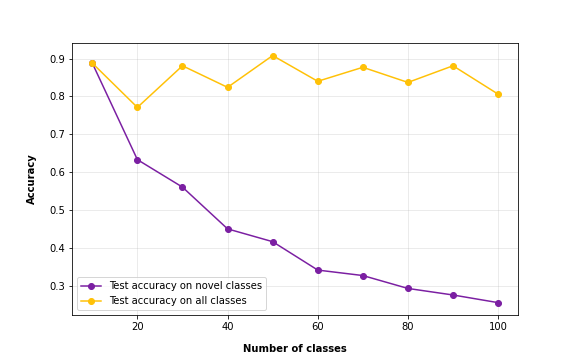 0.9
0.8
0.7
0.6
0.5
0.4
0.3
Accuracy
Test accuracy on novel classes
Test accuracy on all classes
20 40 60 80 100
Number of classes